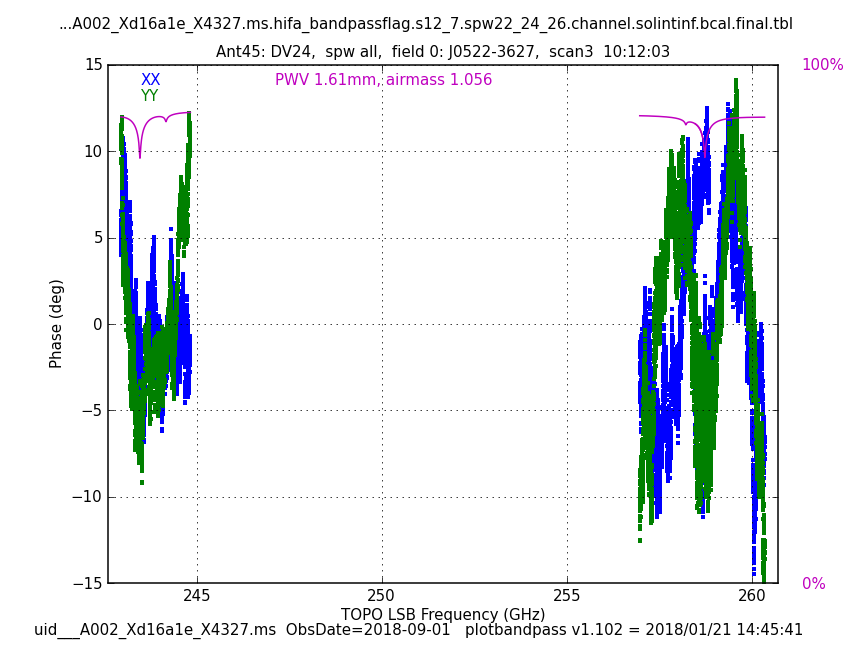 ...A002_Xd16a1e_X4327.ms.hifa_bandpassflag.s12_7.spw22_24_26.channel.solintinf.bcal.final.tbl
Ant45: DV24,  spw all,  field 0: J0522-3627,  scan3  10:12:03
15 100%
XX PWV 1.61mm, airmass 1.056
YY
10
5
0
Phase (deg)
−5
−10
−15 0%
245 250 255 260
TOPO LSB Frequency (GHz)
uid___A002_Xd16a1e_X4327.ms  ObsDate=2018-09-01   plotbandpass v1.102 = 2018/01/21 14:45:41